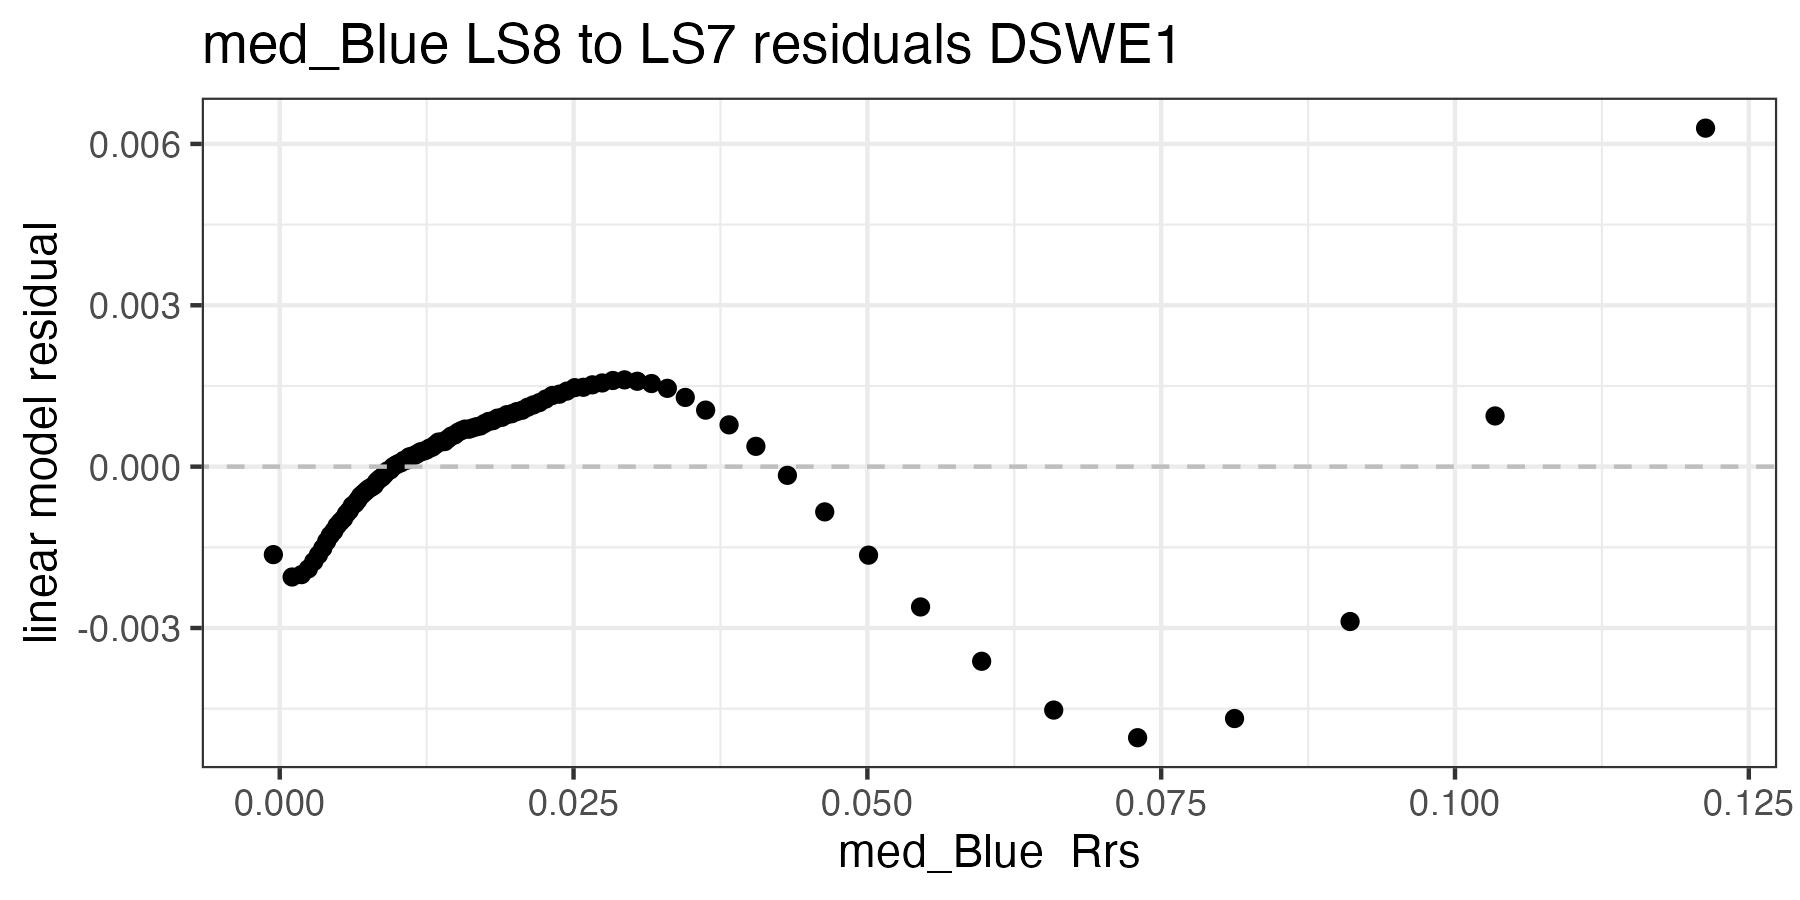 med_Blue LS8 to LS7 residuals DSWE1
linear model residual
0.006
0.003
0.000
-0.003
0.000 0.025 0.050 0.075 0.100 0.125
med_Blue  Rrs